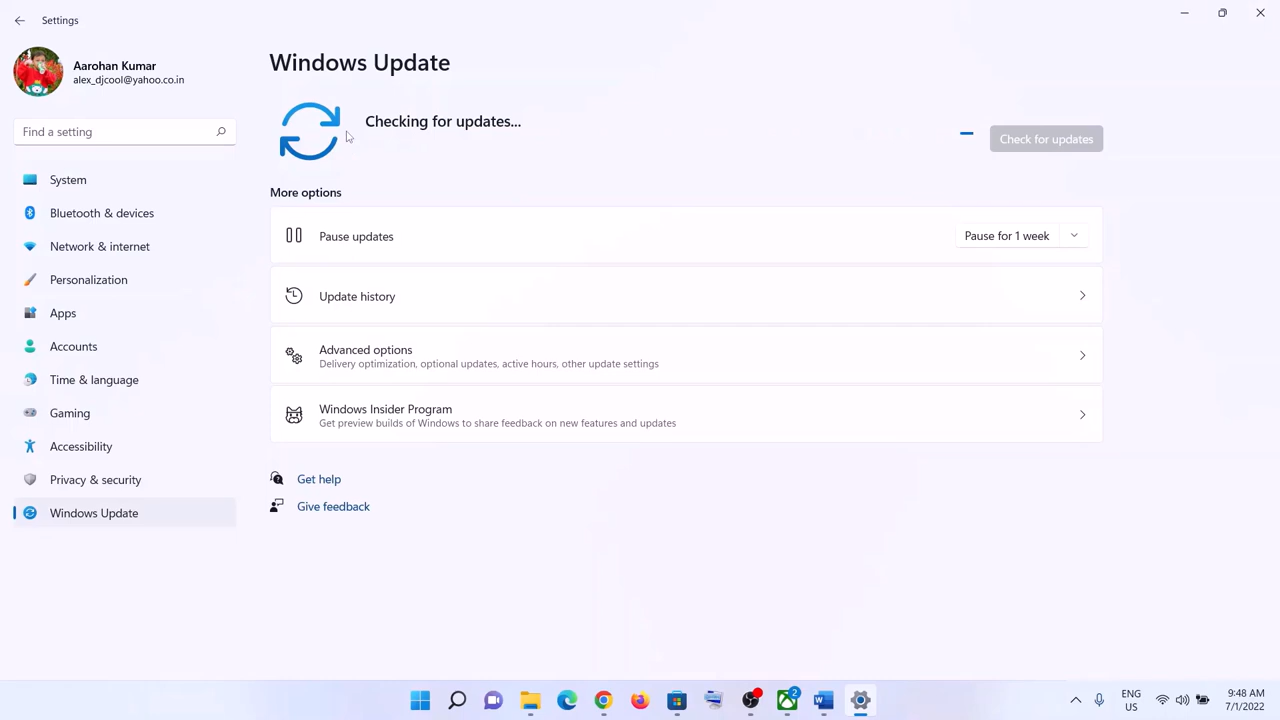 Settings
Aarohan Kumar
alex_djcool@yahoo.co.in
Find a setting
System
Bluetooth & devices
Network & internet
Personalization
Apps
Accounts
Time & language
Gaming
Accessibility
Privacy & security
Windows Update
Windows Update
Checking for updates...
Check for updates
More options
Pause updates
Pause for 1 week
Update history
Advanced options
Delivery optimization, optional updates, active hours, other update settings
Windows Insider Program
Get preview builds of Windows to share feedback on new features and updates
Get help
Give feedback
2
ENG
US
9:48 AM
7/1/2022